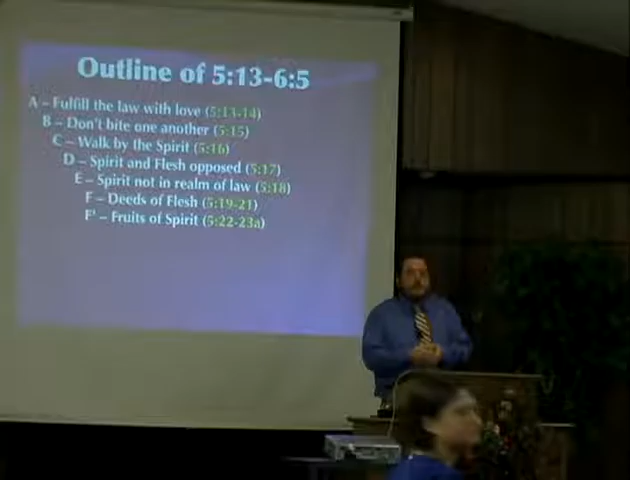 Outline of 5:13-6:5
A – Fulfill the law with love (5:13-14)
B – Don't bite one another (5:15)
C – Walk by the Spirit (5:16)
D – Spirit and Flesh opposed (5:17)
E – Spirit not in realm of law (5:18)
F – Deeds of Flesh (5:19-21)
F' – Fruits of Spirit (5:22-23a)